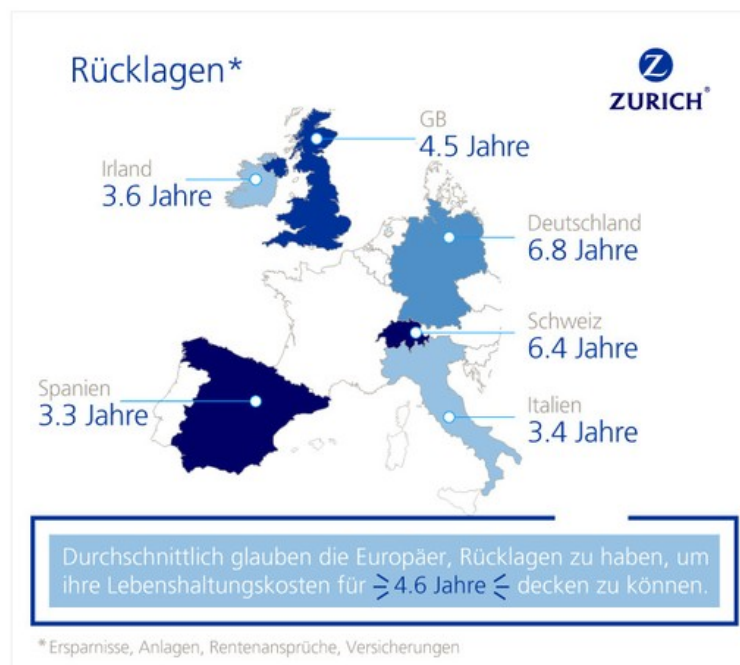 Rücklagen*
Z
ZURICH®
GB
4.5 Jahre
Irland
3.6 Jahre
Deutschland
6.8 Jahre
Schweiz
6.4 Jahre
Spanien
3.3 Jahre
Italien
3.4 Jahre
Durchschnittlich glauben die Europäer, Rücklagen zu haben, um
ihre Lebenshaltungskosten für 4.6 Jahre decken zu können.
* Ersparnisse, Anlagen, Rentenansprüche, Versicherungen